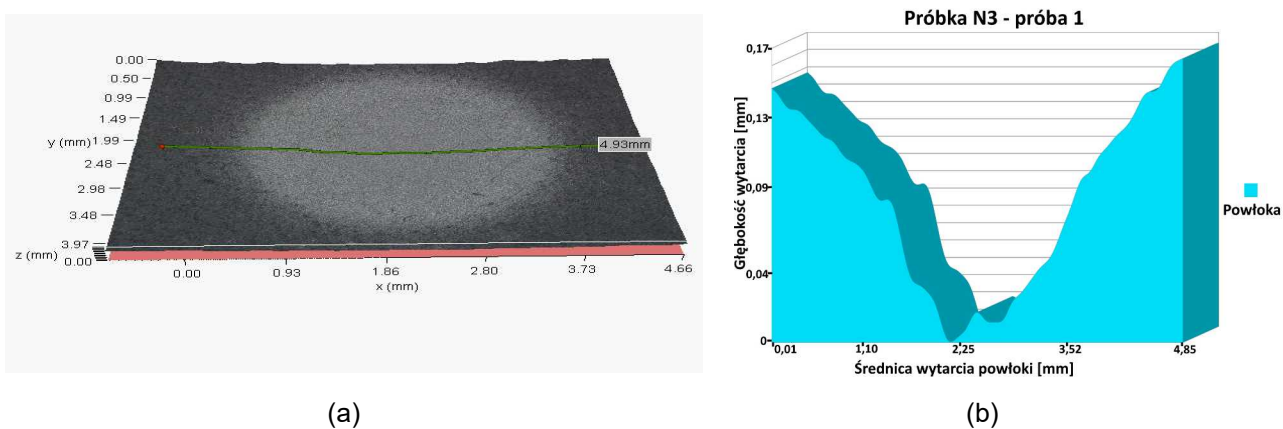 0.00
0.50
0.99
1.49
y (mm) 1.99
2.48
2.98
3.48
3.97
z (mm)
0.00
4.93mm
0.00 0.93 1.86 2.80 3.73 4.66
x (mm)
(a)
Próbka N3 - próba 1
Głębokość wytarcia [mm]
0,17
0,13
0,09
0,04
0
0,01 1,10 2,25 3,52 4,85
Średnica wytarcia powłoki [mm]
Powłoka
(b)